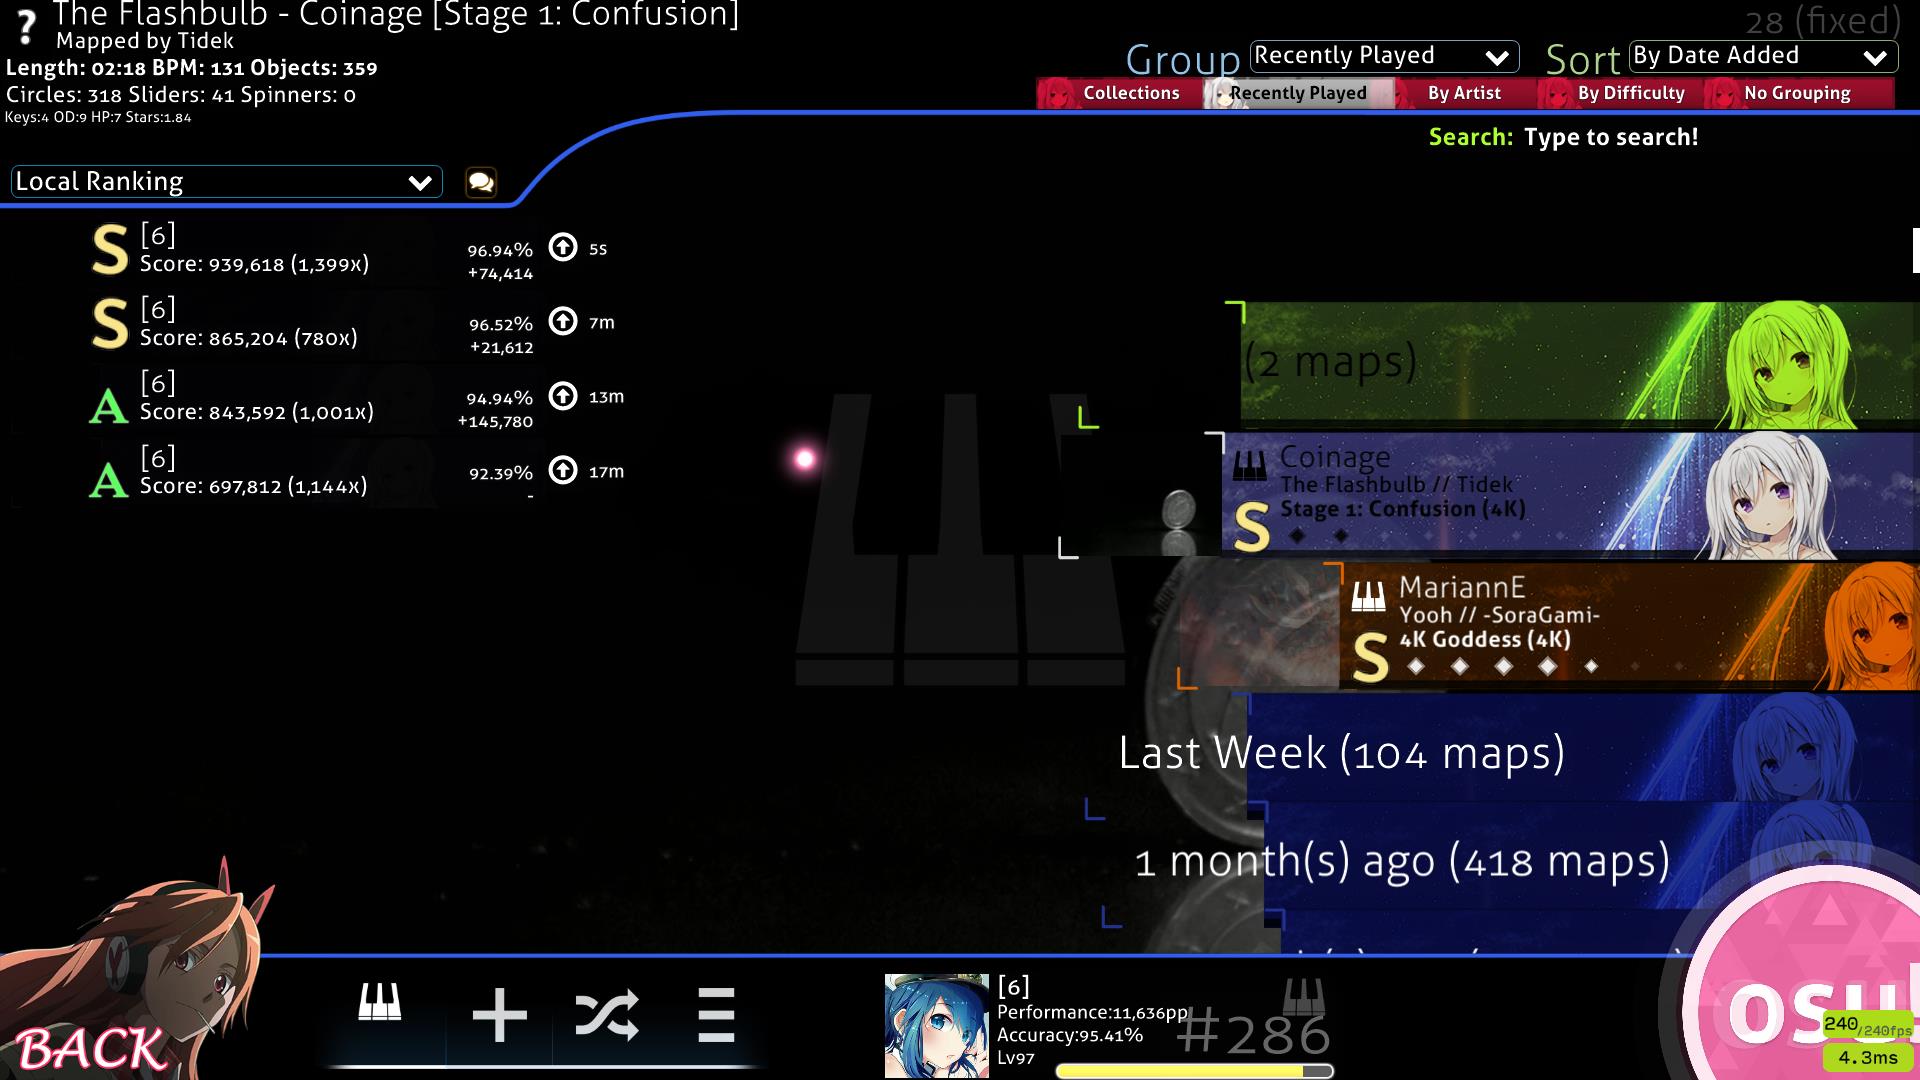 The Flashbulb - Coinage [Stage 1: Confusion]
Mapped by Tidek
Length: 02:18 BPM: 131 Objects: 359
Circles: 318 Sliders: 41 Spinners: 0
Keys:4 OD:9 HP:7 Stars:1.84
28 (fixed)
Group Recently Played
Sort By Date Added
Collections
Recently Played
By Artist
By Difficulty
No Grouping
Search: Type to search!
Local Ranking
S [6]
Score: 939,618 (1,399x)
96.94%
+74,414
5s
S [6]
Score: 865,204 (780x)
96.52%
+21,612
7m
A [6]
Score: 843,592 (1,001x)
94.94%
+145,780
13m
A [6]
Score: 697,812 (1,144x)
92.39%
-
17m
(2 maps)
Coinage
The Flashbulb // Tidek
S Stage 1: Confusion (4K)
MariannE
Yooh // -SoraGami-
S 4K Goddess (4K)
Last Week (104 maps)
1 month(s) ago (418 maps)
BACK
[6]
Performance:11,636pp
Accuracy:95.41%
Lv97
#286
osu
240/240fps
4.3ms